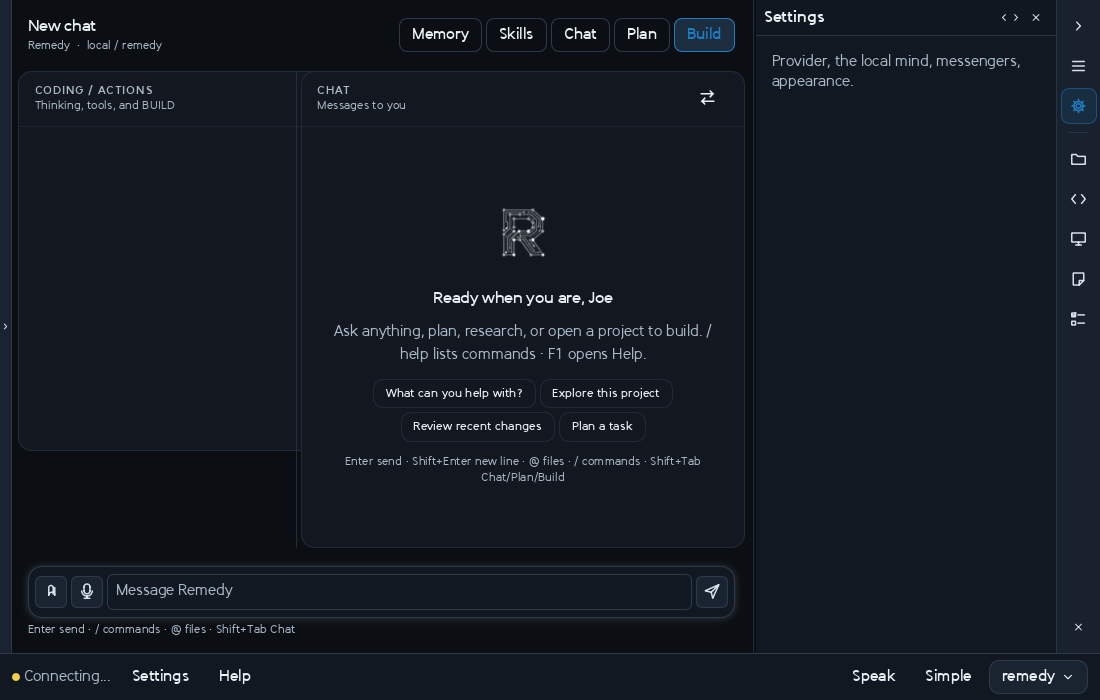 New chat
Remedy · local / remedy
Memory
Skills
Chat
Plan
Build
Settings
CODING / ACTIONS
Thinking, tools, and BUILD
CHAT
Messages to you
Provider, the local mind, messengers,
appearance.
R
Ready when you are, Joe
Ask anything, plan, research, or open a project to build. /
help lists commands · F1 opens Help.
What can you help with?
Explore this project
Review recent changes
Plan a task
Enter send · Shift+Enter new line · @ files · / commands · Shift+Tab
Chat/Plan/Build
Message Remedy
Enter send · / commands · @ files · Shift+Tab Chat
Connecting...
Settings
Help
Speak
Simple
remedy